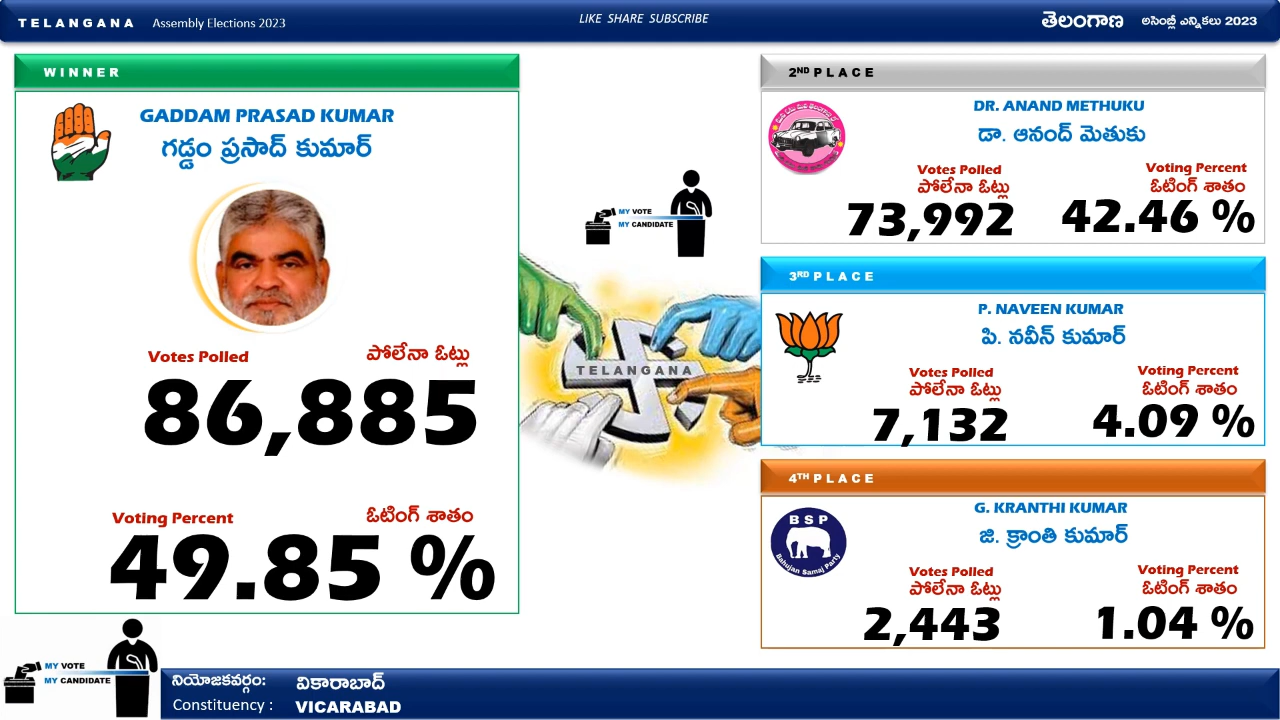 TELANGANA Assembly Elections 2023
LIKE SHARE SUBSCRIBE
తెలంగాణ అసెంబ్లీ ఎన్నికలు 2023
WINNER
GADDAM PRASAD KUMAR
గడ్డం ప్రసాద్ కుమార్
Votes Polled పోలేనా ఓట్లు
86,885
Voting Percent ఓటింగ్ శాతం
49.85 %
MY VOTE
MY CANDIDATE
TELANGANA
2ND PLACE
DR. ANAND METHUKU
డా. ఆనంద్ మెతుకు
Votes Polled Voting Percent
పోలేనా ఓట్లు ఓటింగ్ శాతం
73,992 42.46 %
3RD PLACE
P. NAVEEN KUMAR
పి. నవీన్ కుమార్
Votes Polled Voting Percent
పోలేనా ఓట్లు ఓటింగ్ శాతం
7,132 4.09 %
4TH PLACE
BSP
Bahujan Samaj Party
G. KRANTHI KUMAR
జి. క్రాంతి కుమార్
Votes Polled Voting Percent
పోలేనా ఓట్లు ఓటింగ్ శాతం
2,443 1.04 %
MY VOTE
MY CANDIDATE
నియోజకవర్గం: వికారాబాద్
Constituency : VICARABAD